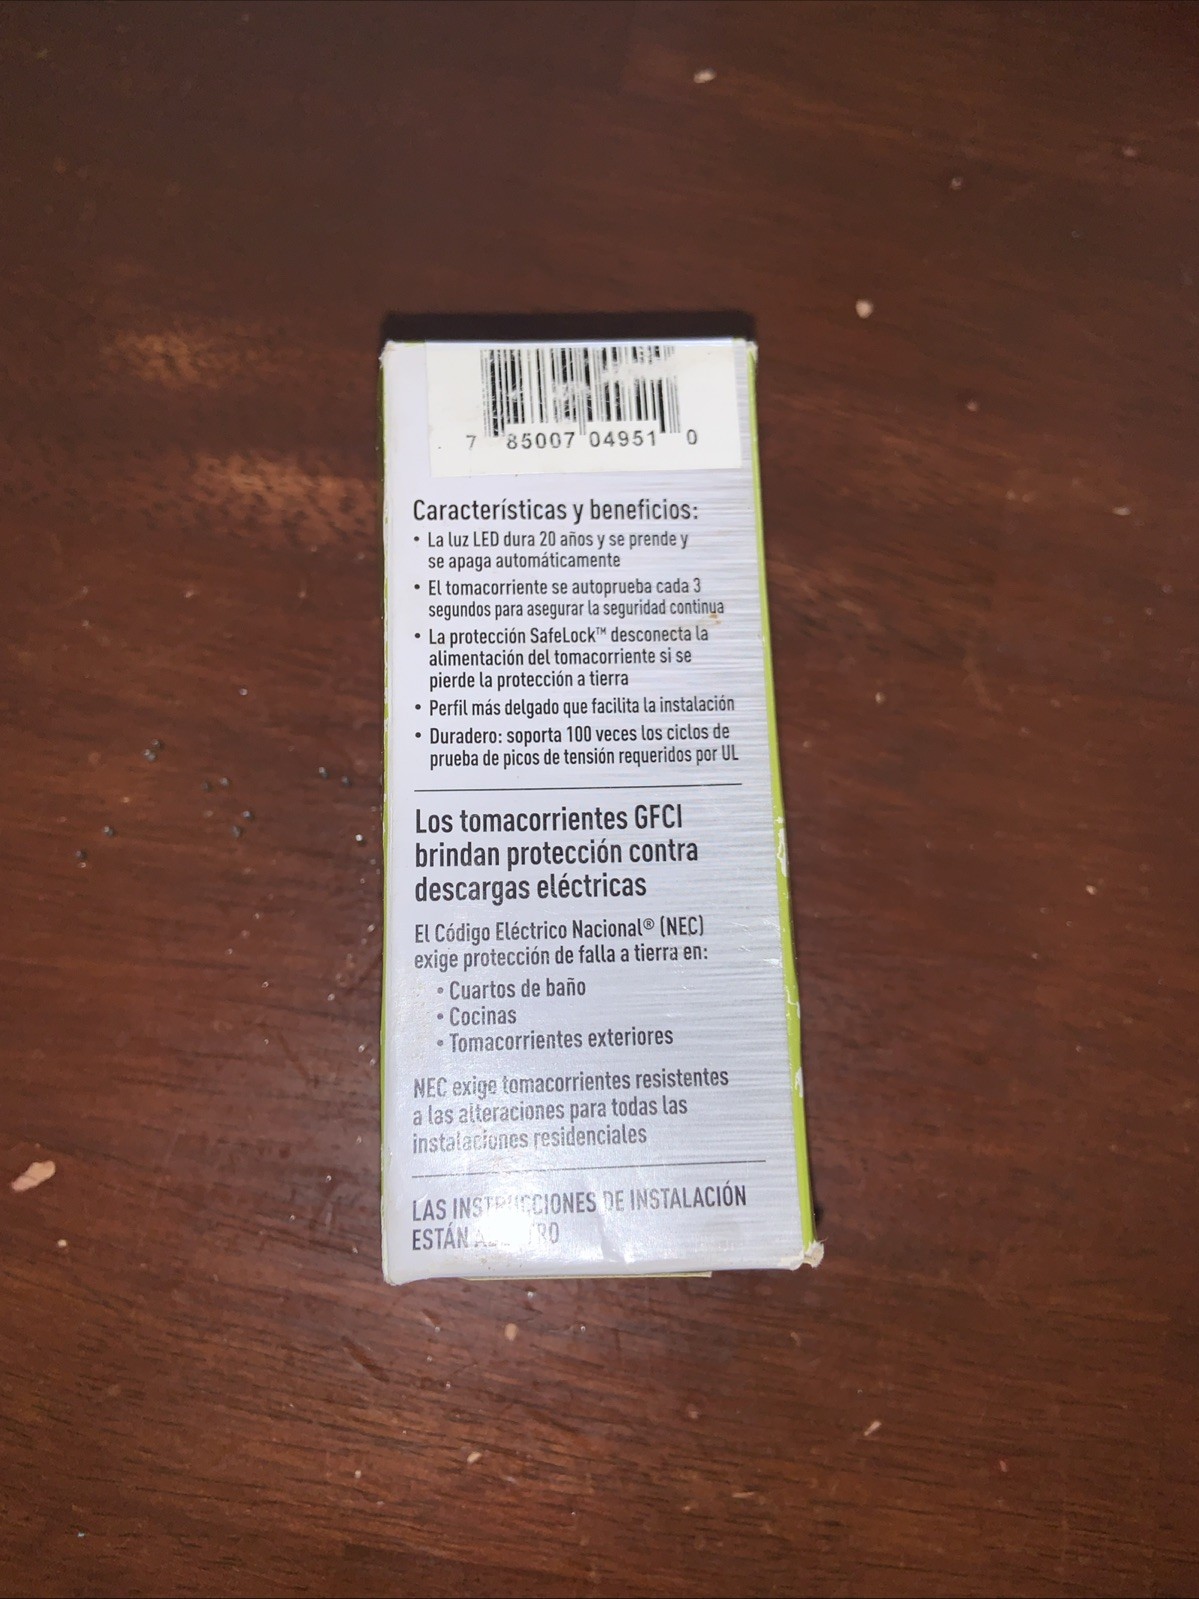 7 85007 04951 0
Características y beneficios:
• La luz LED dura 20 años y se prende y
se apaga automáticamente
• El tomacorriente se autoprueba cada 3
segundos para asegurar la seguridad continua
• La protección SafeLock™ desconecta la
alimentación del tomacorriente si se
pierde la protección a tierra
• Perfil más delgado que facilita la instalación
• Duradero: soporta 100 veces los ciclos de
prueba de picos de tensión requeridos por UL
Los tomacorrientes GFCI
brindan protección contra
descargas eléctricas
El Código Eléctrico Nacional® (NEC)
exige protección de falla a tierra en:
• Cuartos de baño
• Cocinas
• Tomacorrientes exteriores
NEC exige tomacorrientes resistentes
a las alteraciones para todas las
instalaciones residenciales
LAS INSTRUCCIONES DE INSTALACIÓN
ESTÁN